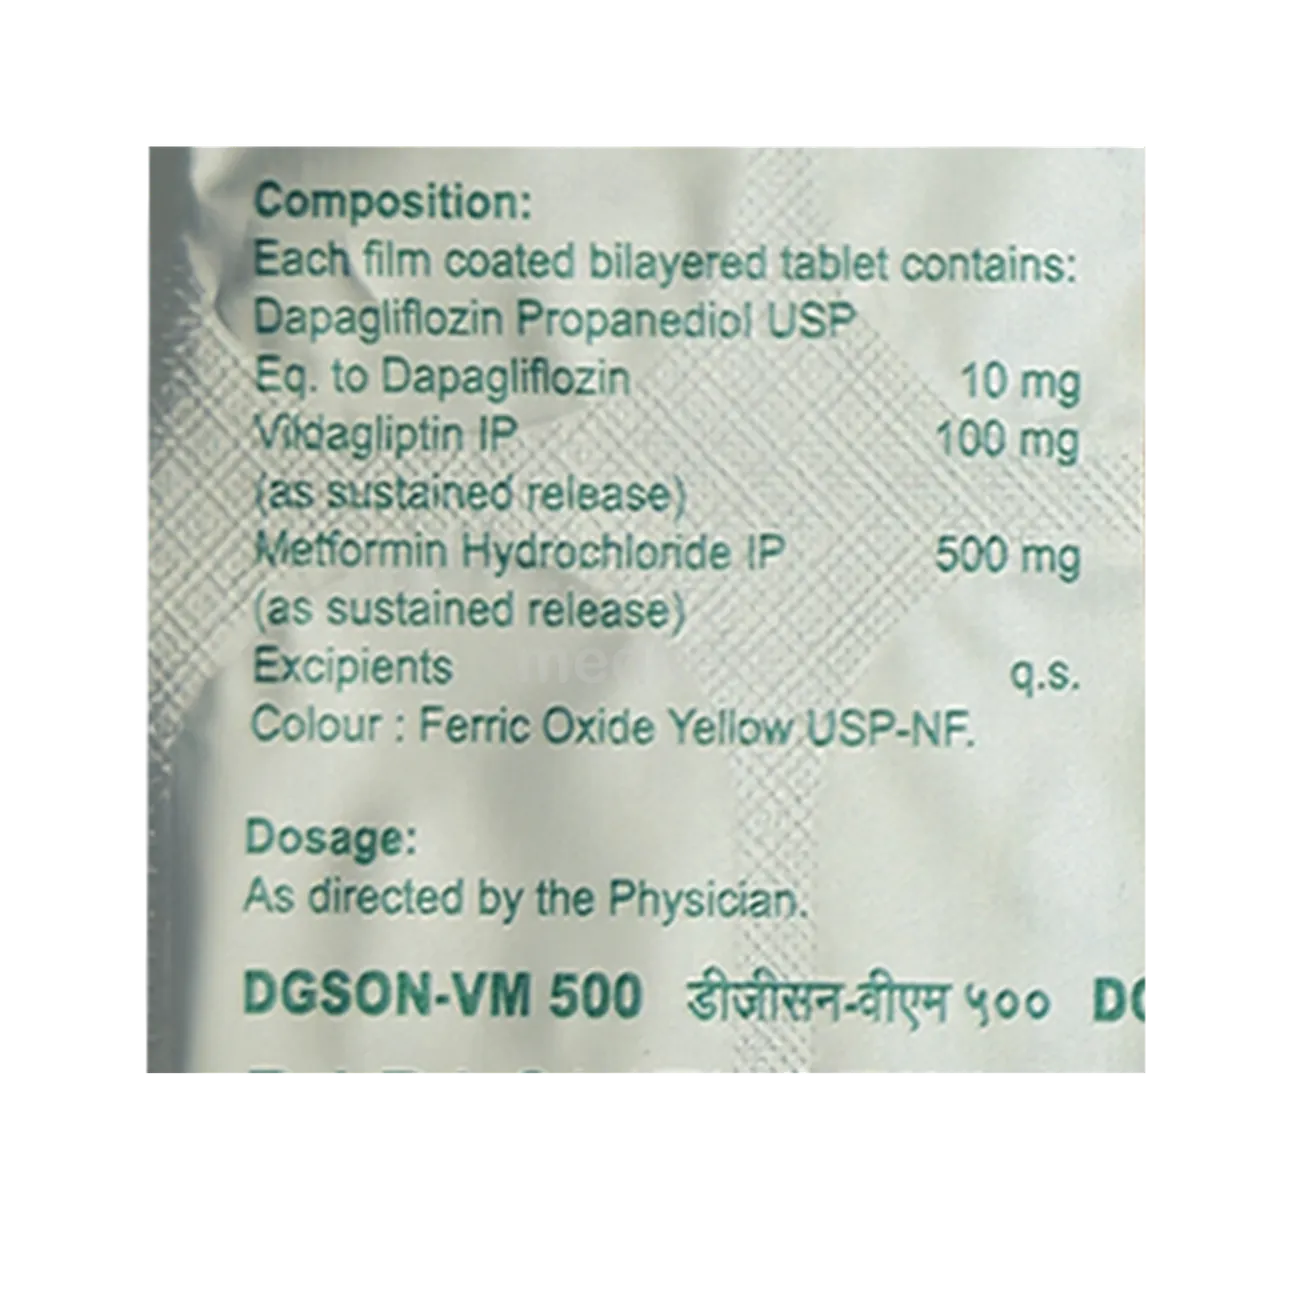 Composition:
Each film coated bilayered tablet contains:
Dapagliflozin Propanediol USP
Eq. to Dapagliflozin 10 mg
Vildagliptin IP 100 mg
(as sustained release)
Metformin Hydrochloride IP 500 mg
(as sustained release)
Excipients q.s.
Colour : Ferric Oxide Yellow USP-NF.
Dosage:
As directed by the Physician.
DGSON-VM 500 डीजीसन-वीएम ५००